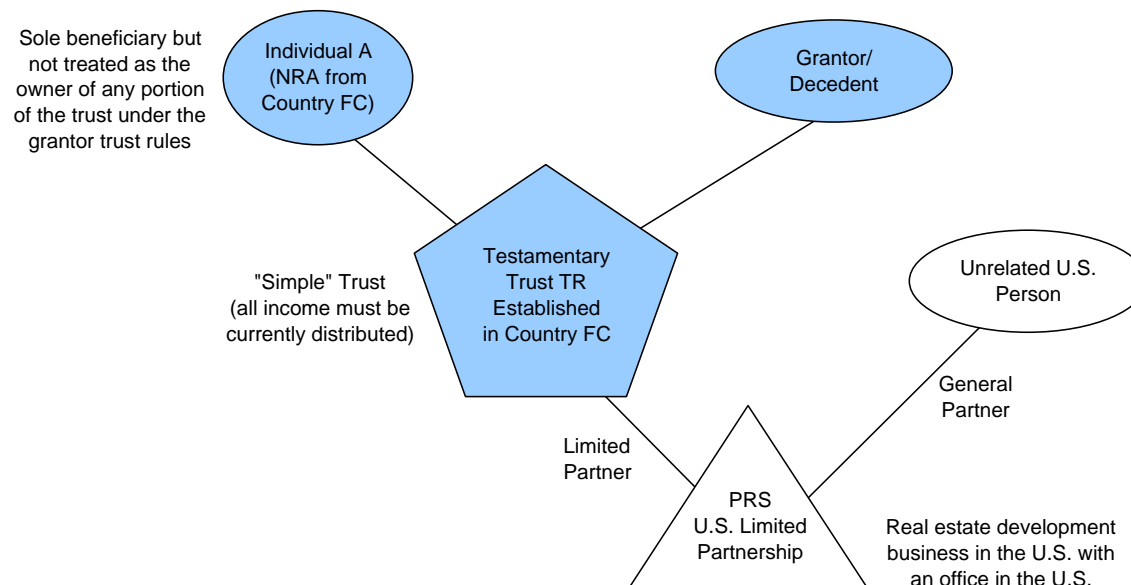 Sole beneficiary but
not treated as the
owner of any portion
of the trust under the
grantor trust rules
Individual A
(NRA from
Country FC)
Grantor/
Decedent
"Simple" Trust
(all income must be
currently distributed)
Testamentary
Trust TR
Established
in Country FC
Unrelated U.S.
Person
General
Partner
Limited
Partner
PRS
U.S. Limited
Partnership
Real estate development
business in the U.S. with
an office in the U.S.